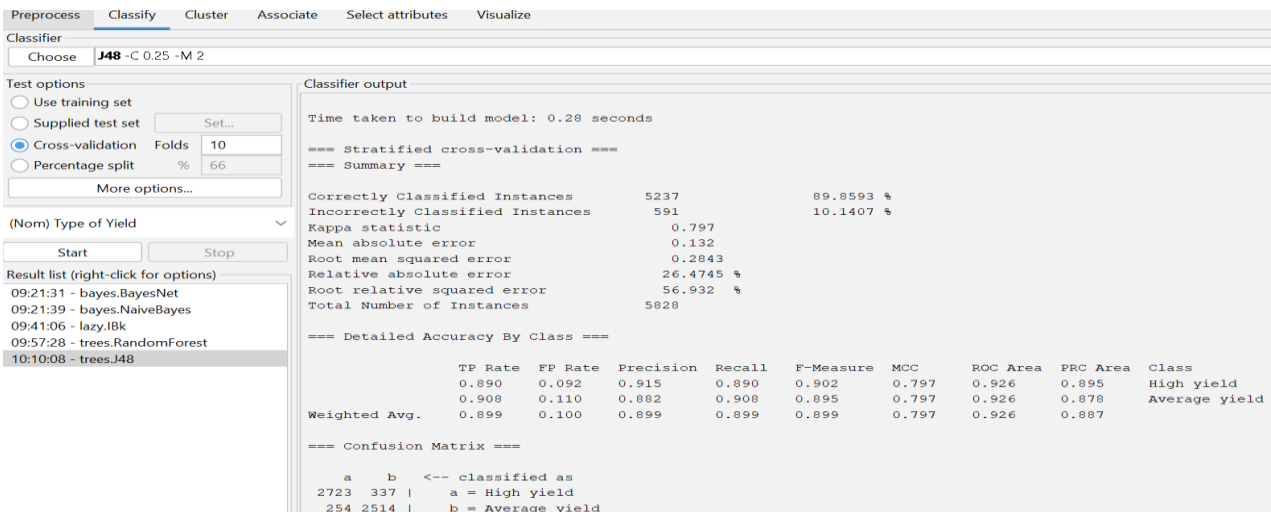 Preprocess Classify Cluster Associate Select attributes Visualize
Classifier
Choose J48 -C 0.25 -M 2
Test options
Use training set
Supplied test set Set...
Cross-validation Folds 10
Percentage split % 66
More options...
(Nom) Type of Yield
Start Stop
Result list (right-click for options)
09:21:31 - bayes.BayesNet
09:21:39 - bayes.NaiveBayes
09:41:06 - lazy.IBk
09:57:28 - trees.RandomForest
10:10:08 - trees.J48
Classifier output
Time taken to build model: 0.28 seconds
=== Stratified cross-validation ===
=== Summary ===
Correctly Classified Instances 5237 89.8593 %
Incorrectly Classified Instances 591 10.1407 %
Kappa statistic 0.797
Mean absolute error 0.132
Root mean squared error 0.2843
Relative absolute error 26.4745 %
Root relative squared error 56.932 %
Total Number of Instances 5828
=== Detailed Accuracy By Class ===
TP Rate FP Rate Precision Recall F-Measure MCC ROC Area PRC Area Class
0.890 0.092 0.915 0.890 0.902 0.797 0.926 0.895 High yield
0.908 0.110 0.882 0.908 0.895 0.797 0.926 0.878 Average yield
Weighted Avg. 0.899 0.100 0.899 0.899 0.899 0.797 0.926 0.887
=== Confusion Matrix ===
a b <-- classified as
2723 337 | a = High yield
254 2514 | b = Average yield